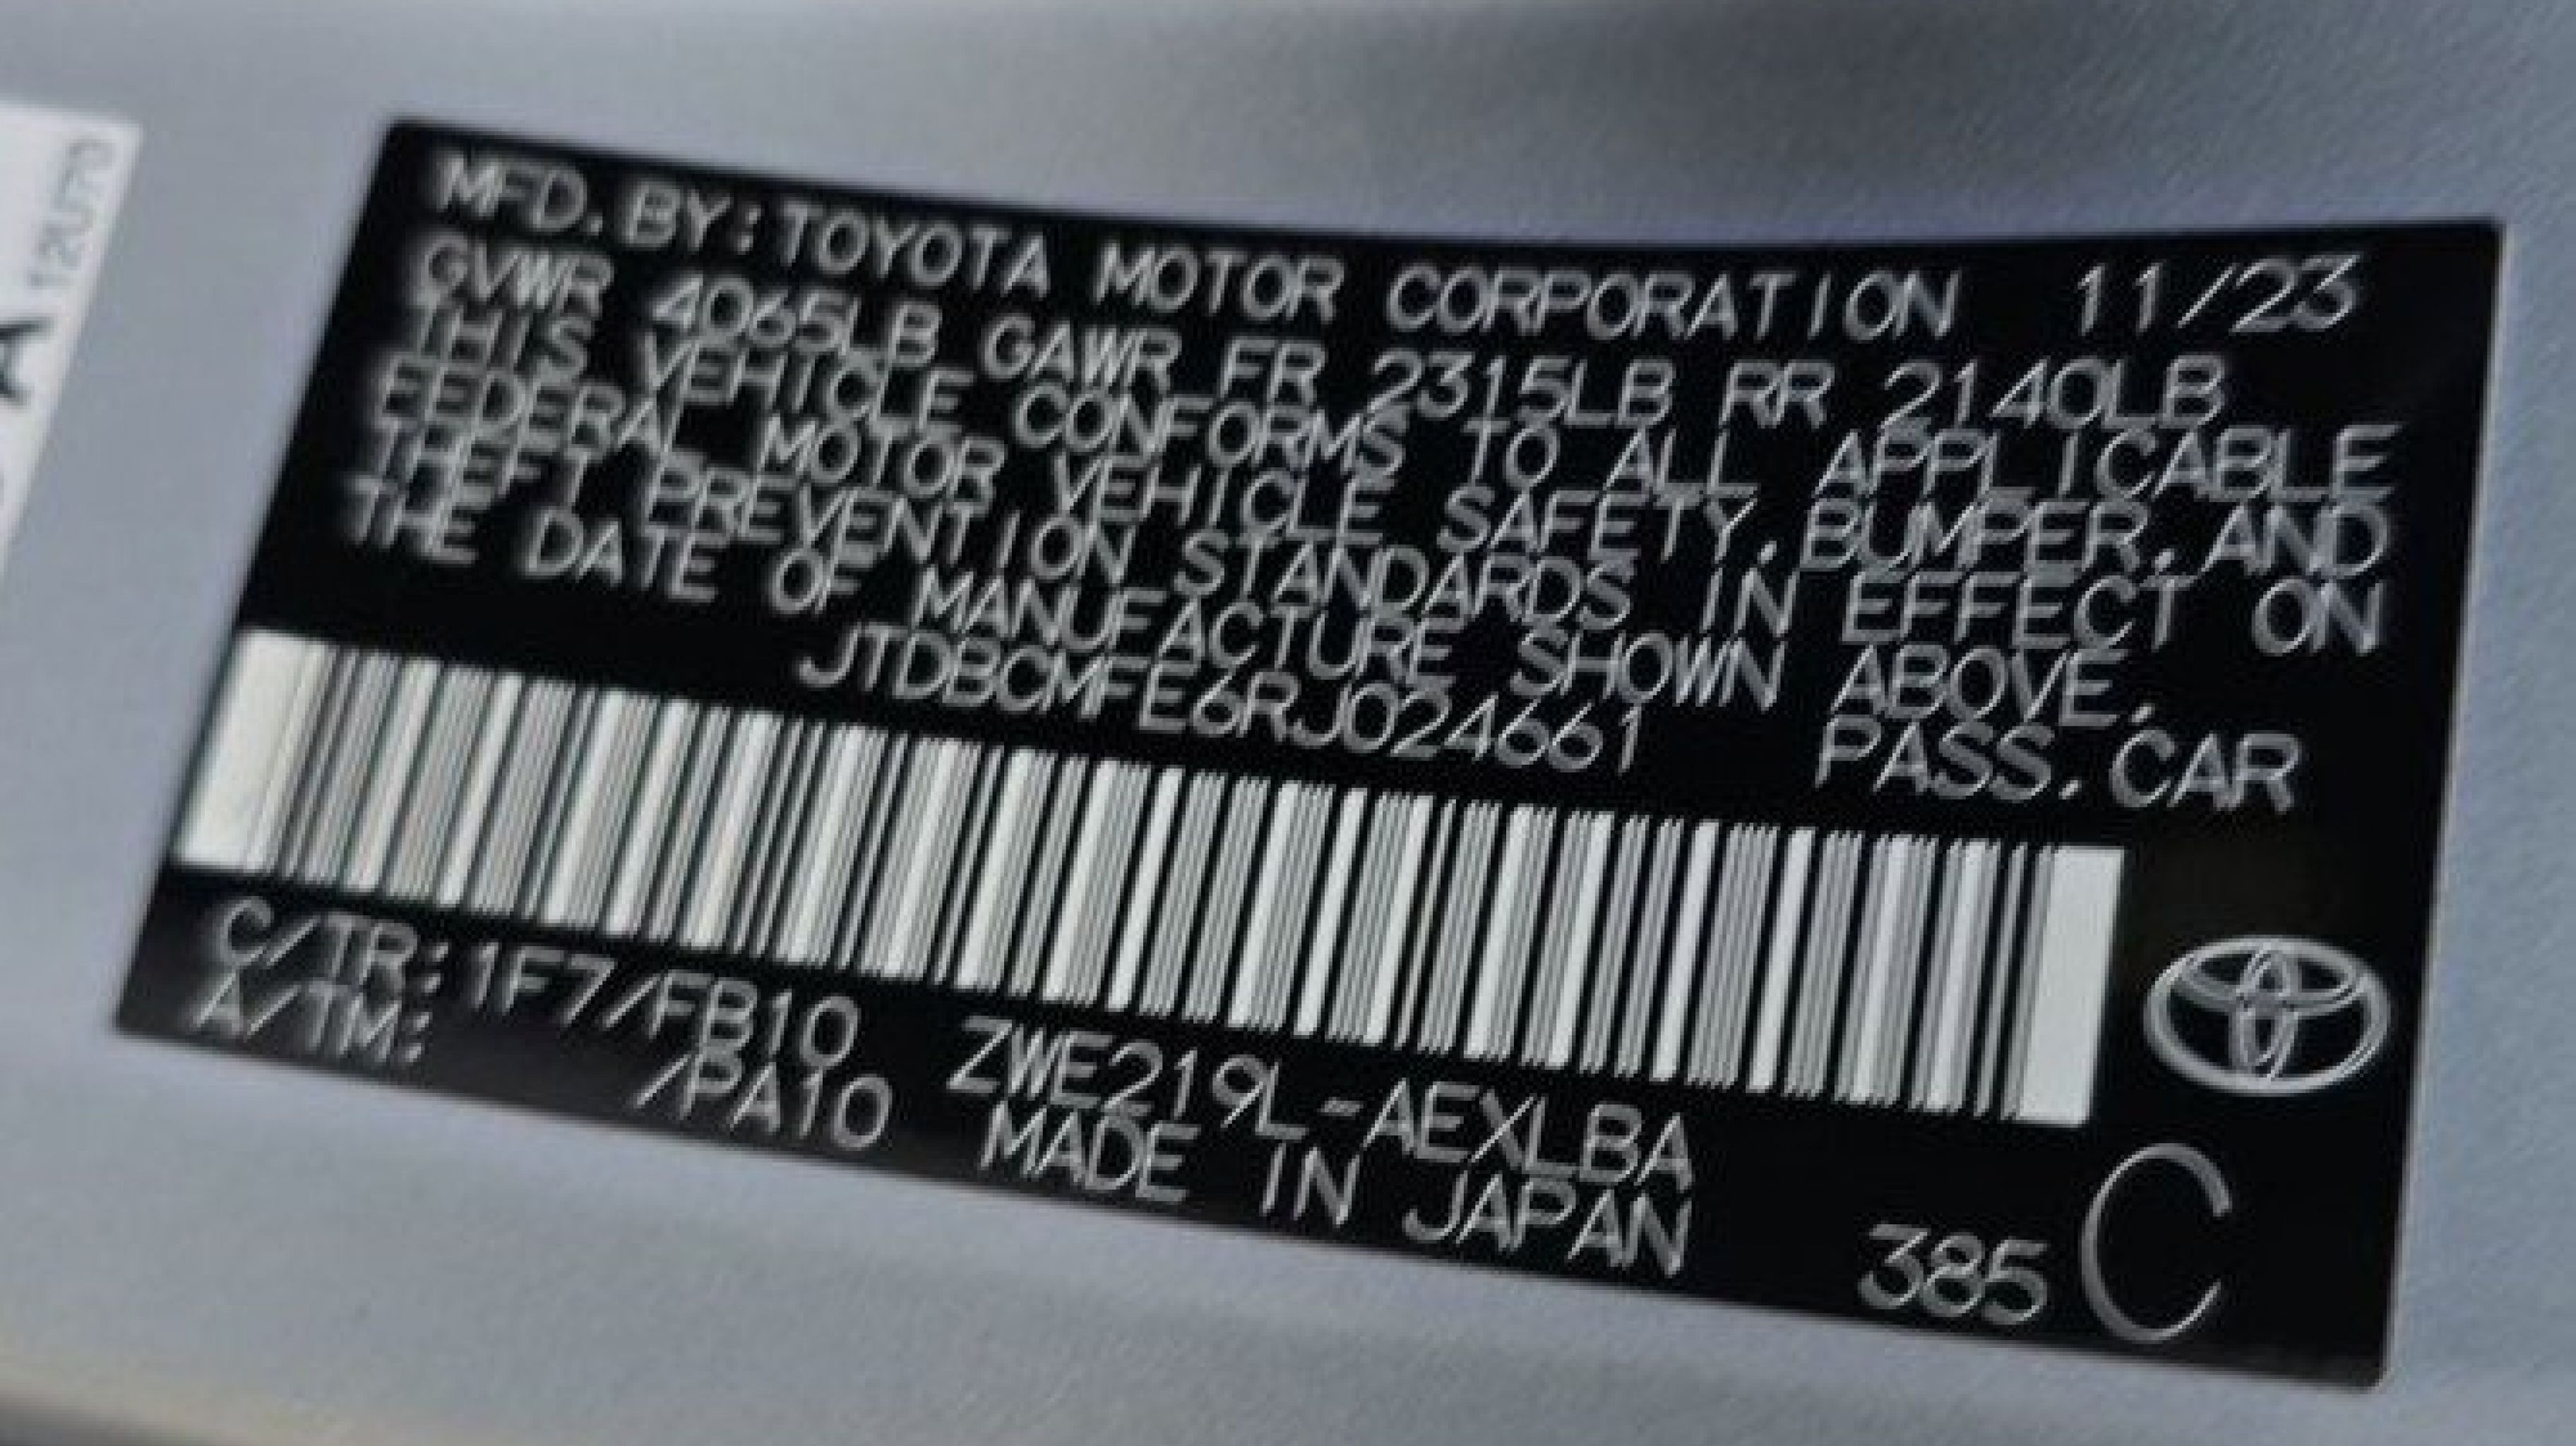 MFD. BY: TOYOTA MOTOR CORPORATION 11/23
GVWR 4065LB GAWR FR 2315LB RR 2140LB
THIS VEHICLE CONFORMS TO ALL APPLICABLE
FEDERAL MOTOR VEHICLE SAFETY, BUMPER, AND
THEFT PREVENTION STANDARDS IN EFFECT ON
THE DATE OF MANUFACTURE SHOWN ABOVE.
JTDBCMFE6RJ024661 PASS. CAR
C/TR: 1F7/FB10 ZWE219L-AEXLBA
A/TM: /PA10 MADE IN JAPAN
385 C
A 12U70